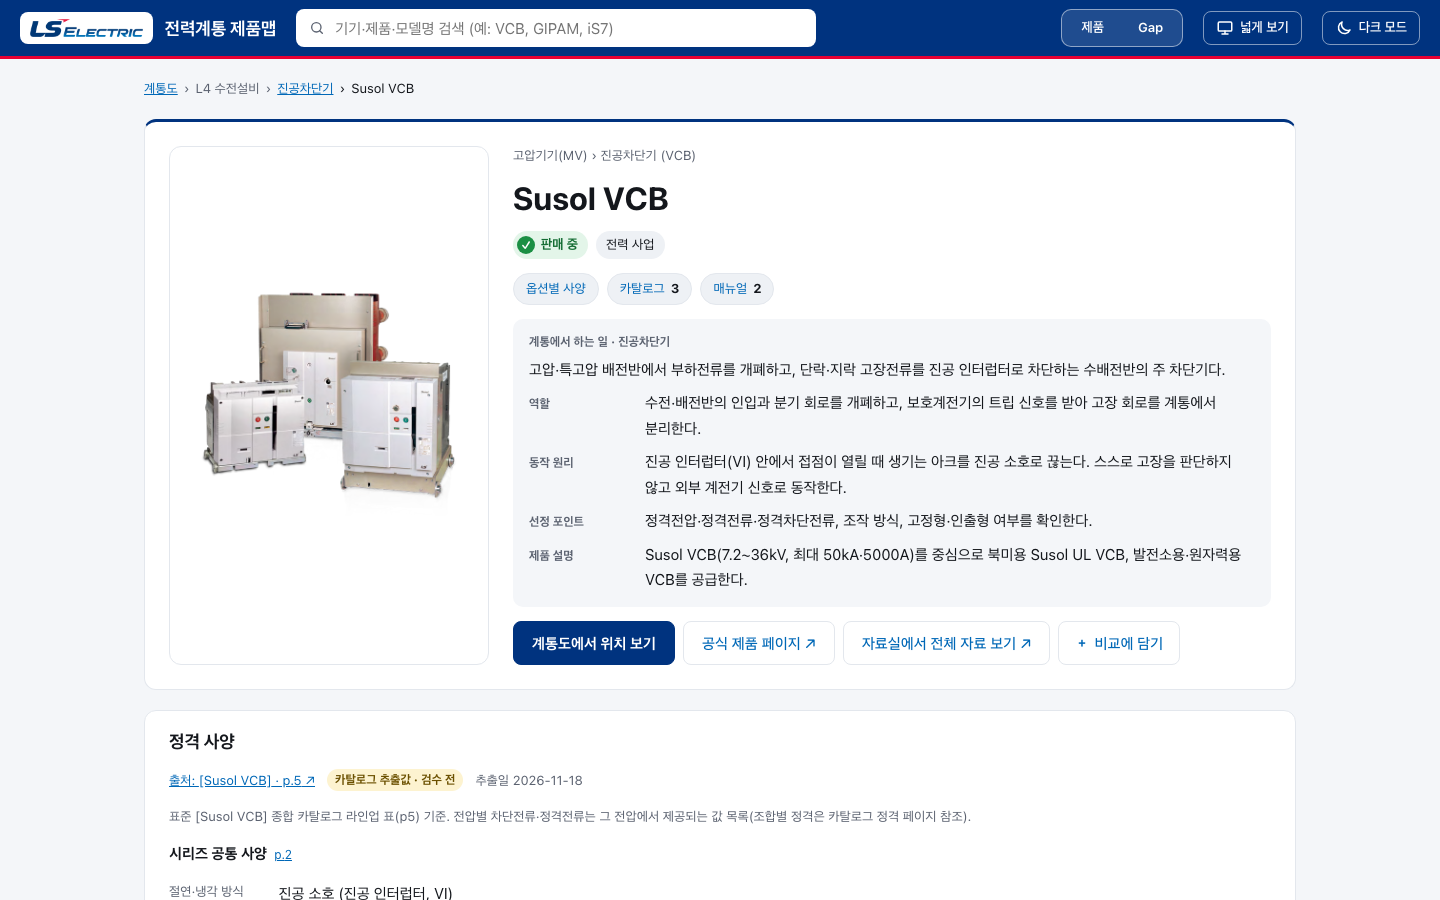 LS ELECTRIC 전력계통 제품맵 기기·제품·모델명 검색 (예: VCB, GIPAM, iS7) 제품 Gap 넓게 보기 다크 모드
계통도 › L4 수전설비 › 진공차단기 › Susol VCB
고압기기(MV) › 진공차단기 (VCB)
Susol VCB
판매 중 전력 사업
옵션별 사양 카탈로그 3 매뉴얼 2
계통에서 하는 일 · 진공차단기
고압·특고압 배전반에서 부하전류를 개폐하고, 단락·지락 고장전류를 진공 인터럽터로 차단하는 수배전반의 주 차단기다.
역할 수전·배전반의 인입과 분기 회로를 개폐하고, 보호계전기의 트립 신호를 받아 고장 회로를 계통에서
분리한다.
동작 원리 진공 인터럽터(VI) 안에서 접점이 열릴 때 생기는 아크를 진공 소호로 끊는다. 스스로 고장을 판단하지
않고 외부 계전기 신호로 동작한다.
선정 포인트 정격전압·정격전류·정격차단전류, 조작 방식, 고정형·인출형 여부를 확인한다.
제품 설명 Susol VCB(7.2~36kV, 최대 50kA·5000A)를 중심으로 북미용 Susol UL VCB, 발전소용·원자력용
VCB를 공급한다.
계통도에서 위치 보기 공식 제품 페이지 ↗ 자료실에서 전체 자료 보기 ↗ + 비교에 담기
정격 사양
출처: [Susol VCB] · p.5 ↗ 카탈로그 추출값 · 검수 전 추출일 2026-11-18
표준 [Susol VCB] 종합 카탈로그 라인업 표(p5) 기준. 전압별 차단전류·정격전류는 그 전압에서 제공되는 값 목록(조합별 정격은 카탈로그 정격 페이지 참조).
시리즈 공통 사양 p.2
절연·냉각 방식 진공 소호 (진공 인터럽터, VI)